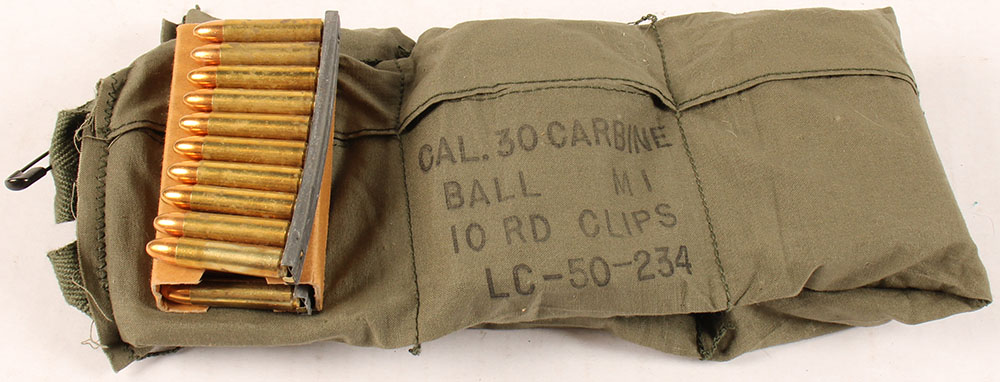 CAL. 30 CARBINE
BALL M1
10 RD CLIPS
LC-50-234